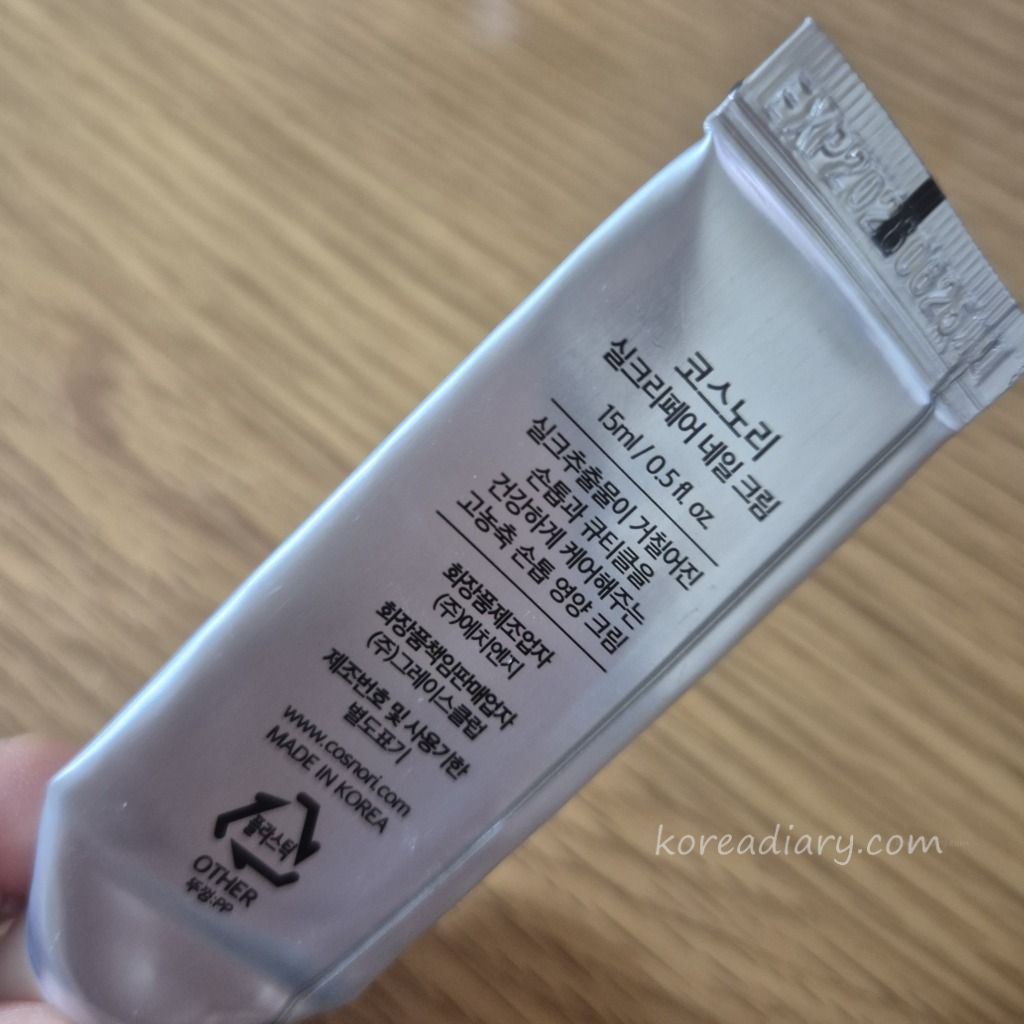 코스노리
실크리페어 네일 크림
15ml / 0.5 fl. oz
실크추출물이 거칠어진
손톱과 큐티클을
건강하게 케어해주는
고농축 손톱 영양 크림
화장품제조업자
(주)에치엔지
화장품책임판매업자
(주)그레이스클럽
제조번호 및 사용기한
별도표기
www.cosnori.com
MADE IN KOREA
플라스틱
OTHER
뚜껑:PP
koreadiary.com